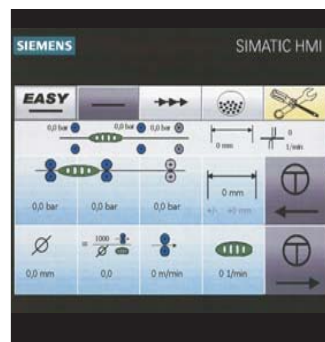 SIEMENS
SIMATIC HMI
EASY
0,0 bar 0,0 bar 0,0 bar
0 mm
0
1/min
0 mm
0,0 bar 0,0 bar 0,0 bar
+/- +0 mm
= 1000
0,0 mm 0,0 0 m/min 0 1/min